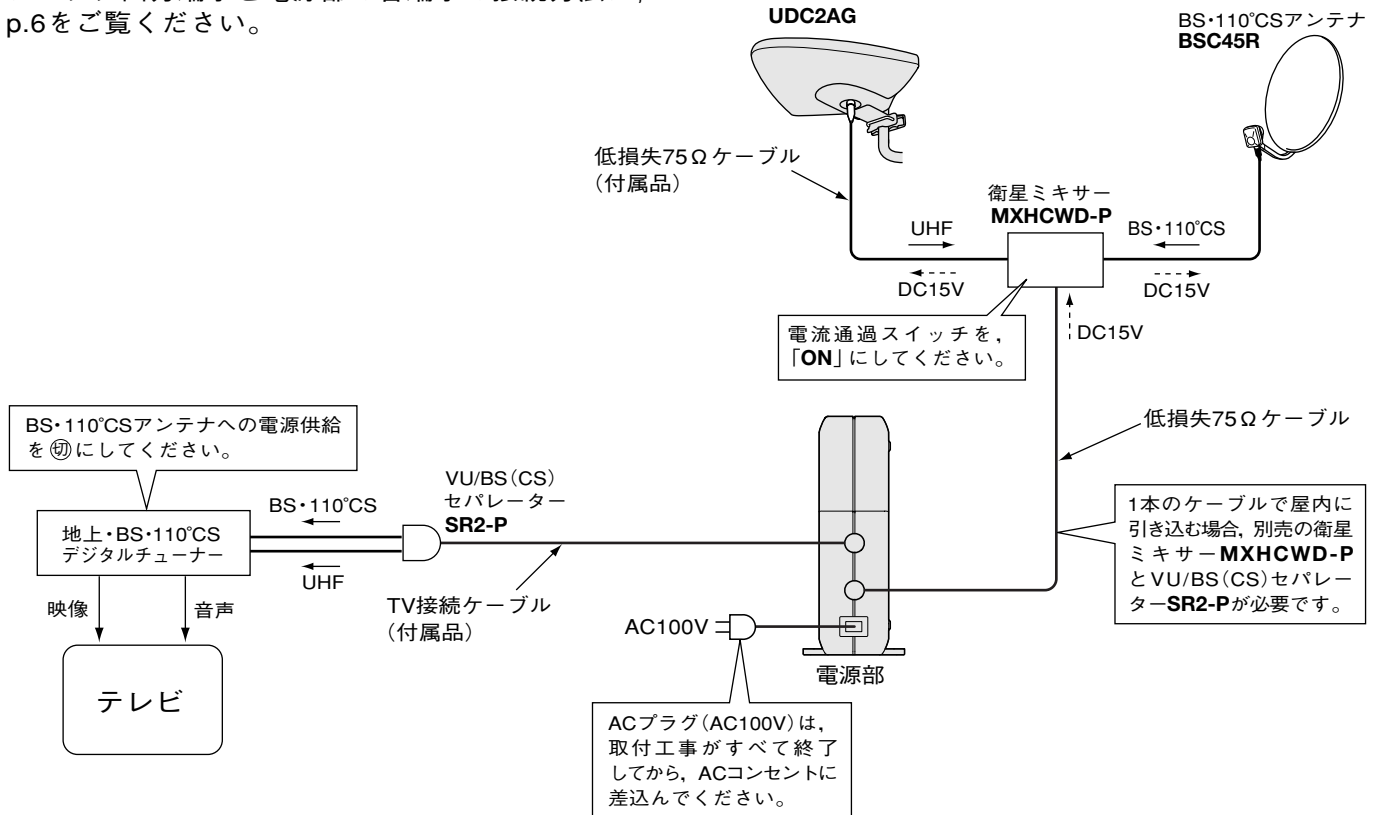 p.6をご覧ください。
UDC2AG
BS・110°CSアンテナ
BSC45R
低損失75Ωケーブル
（付属品）
衛星ミキサー
MXHCWD-P
UHF
BS・110°CS
DC15V
DC15V
DC15V
電流通過スイッチを，
「ON」にしてください。
低損失75Ωケーブル
BS・110°CSアンテナへの電源供給
を㊀にしてください。
VU/BS（CS）
セパレーター
SR2-P
BS・110°CS
UHF
地上・BS・110°CS
デジタルチューナー
映像
音声
テレビ
TV接続ケーブル
（付属品）
AC100V
電源部
1本のケーブルで屋内に
引き込む場合，別売の衛星
ミキサーMXHCWD-P
とVU/BS（CS）セパレー
ターSR2-Pが必要です。
ACプラグ（AC100V）は，
取付工事がすべて終了
してから，ACコンセントに
差込んでください。